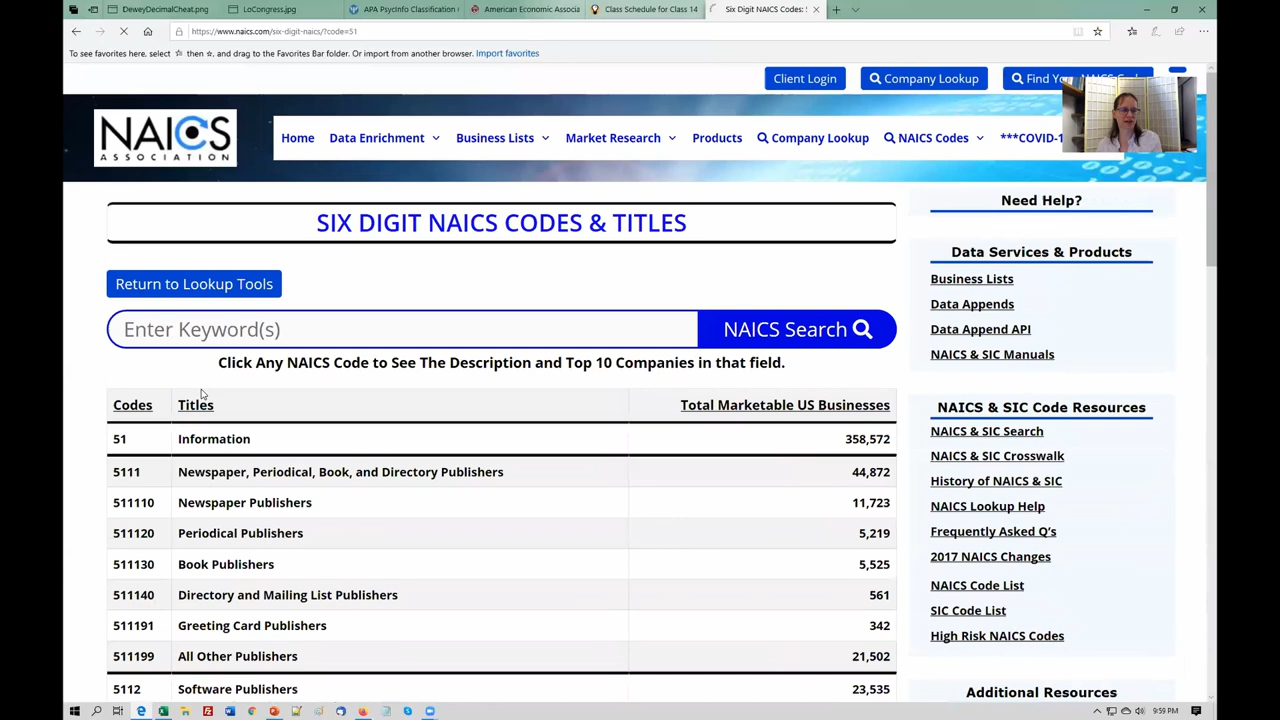 DeweyDecimalCheat.png
LoCongress.jpg
APA PsycInfo Classification
American Economic Associa
Class Schedule for Class 14
Six Digit NAICS Codes:
https://www.naics.com/six-digit-naics/?code=51
To see favorites here, select ☆ then ☆, and drag to the Favorites Bar folder. Or import from another browser. Import favorites
Client Login
Company Lookup
NAICS
ASSOCIATION
Home
Data Enrichment
Business Lists
Market Research
Products
Company Lookup
NAICS Codes
***COVID-1
SIX DIGIT NAICS CODES & TITLES
Return to Lookup Tools
Enter Keyword(s)
NAICS Search
Click Any NAICS Code to See The Description and Top 10 Companies in that field.
Codes Titles Total Marketable US Businesses
51 Information 358,572
5111 Newspaper, Periodical, Book, and Directory Publishers 44,872
511110 Newspaper Publishers 11,723
511120 Periodical Publishers 5,219
511130 Book Publishers 5,525
511140 Directory and Mailing List Publishers 561
511191 Greeting Card Publishers 342
511199 All Other Publishers 21,502
5112 Software Publishers 23,535
Need Help?
Data Services & Products
Business Lists
Data Appends
Data Append API
NAICS & SIC Manuals
NAICS & SIC Code Resources
NAICS & SIC Search
NAICS & SIC Crosswalk
History of NAICS & SIC
NAICS Lookup Help
Frequently Asked Q's
2017 NAICS Changes
NAICS Code List
SIC Code List
High Risk NAICS Codes
Additional Resources
9:59 PM